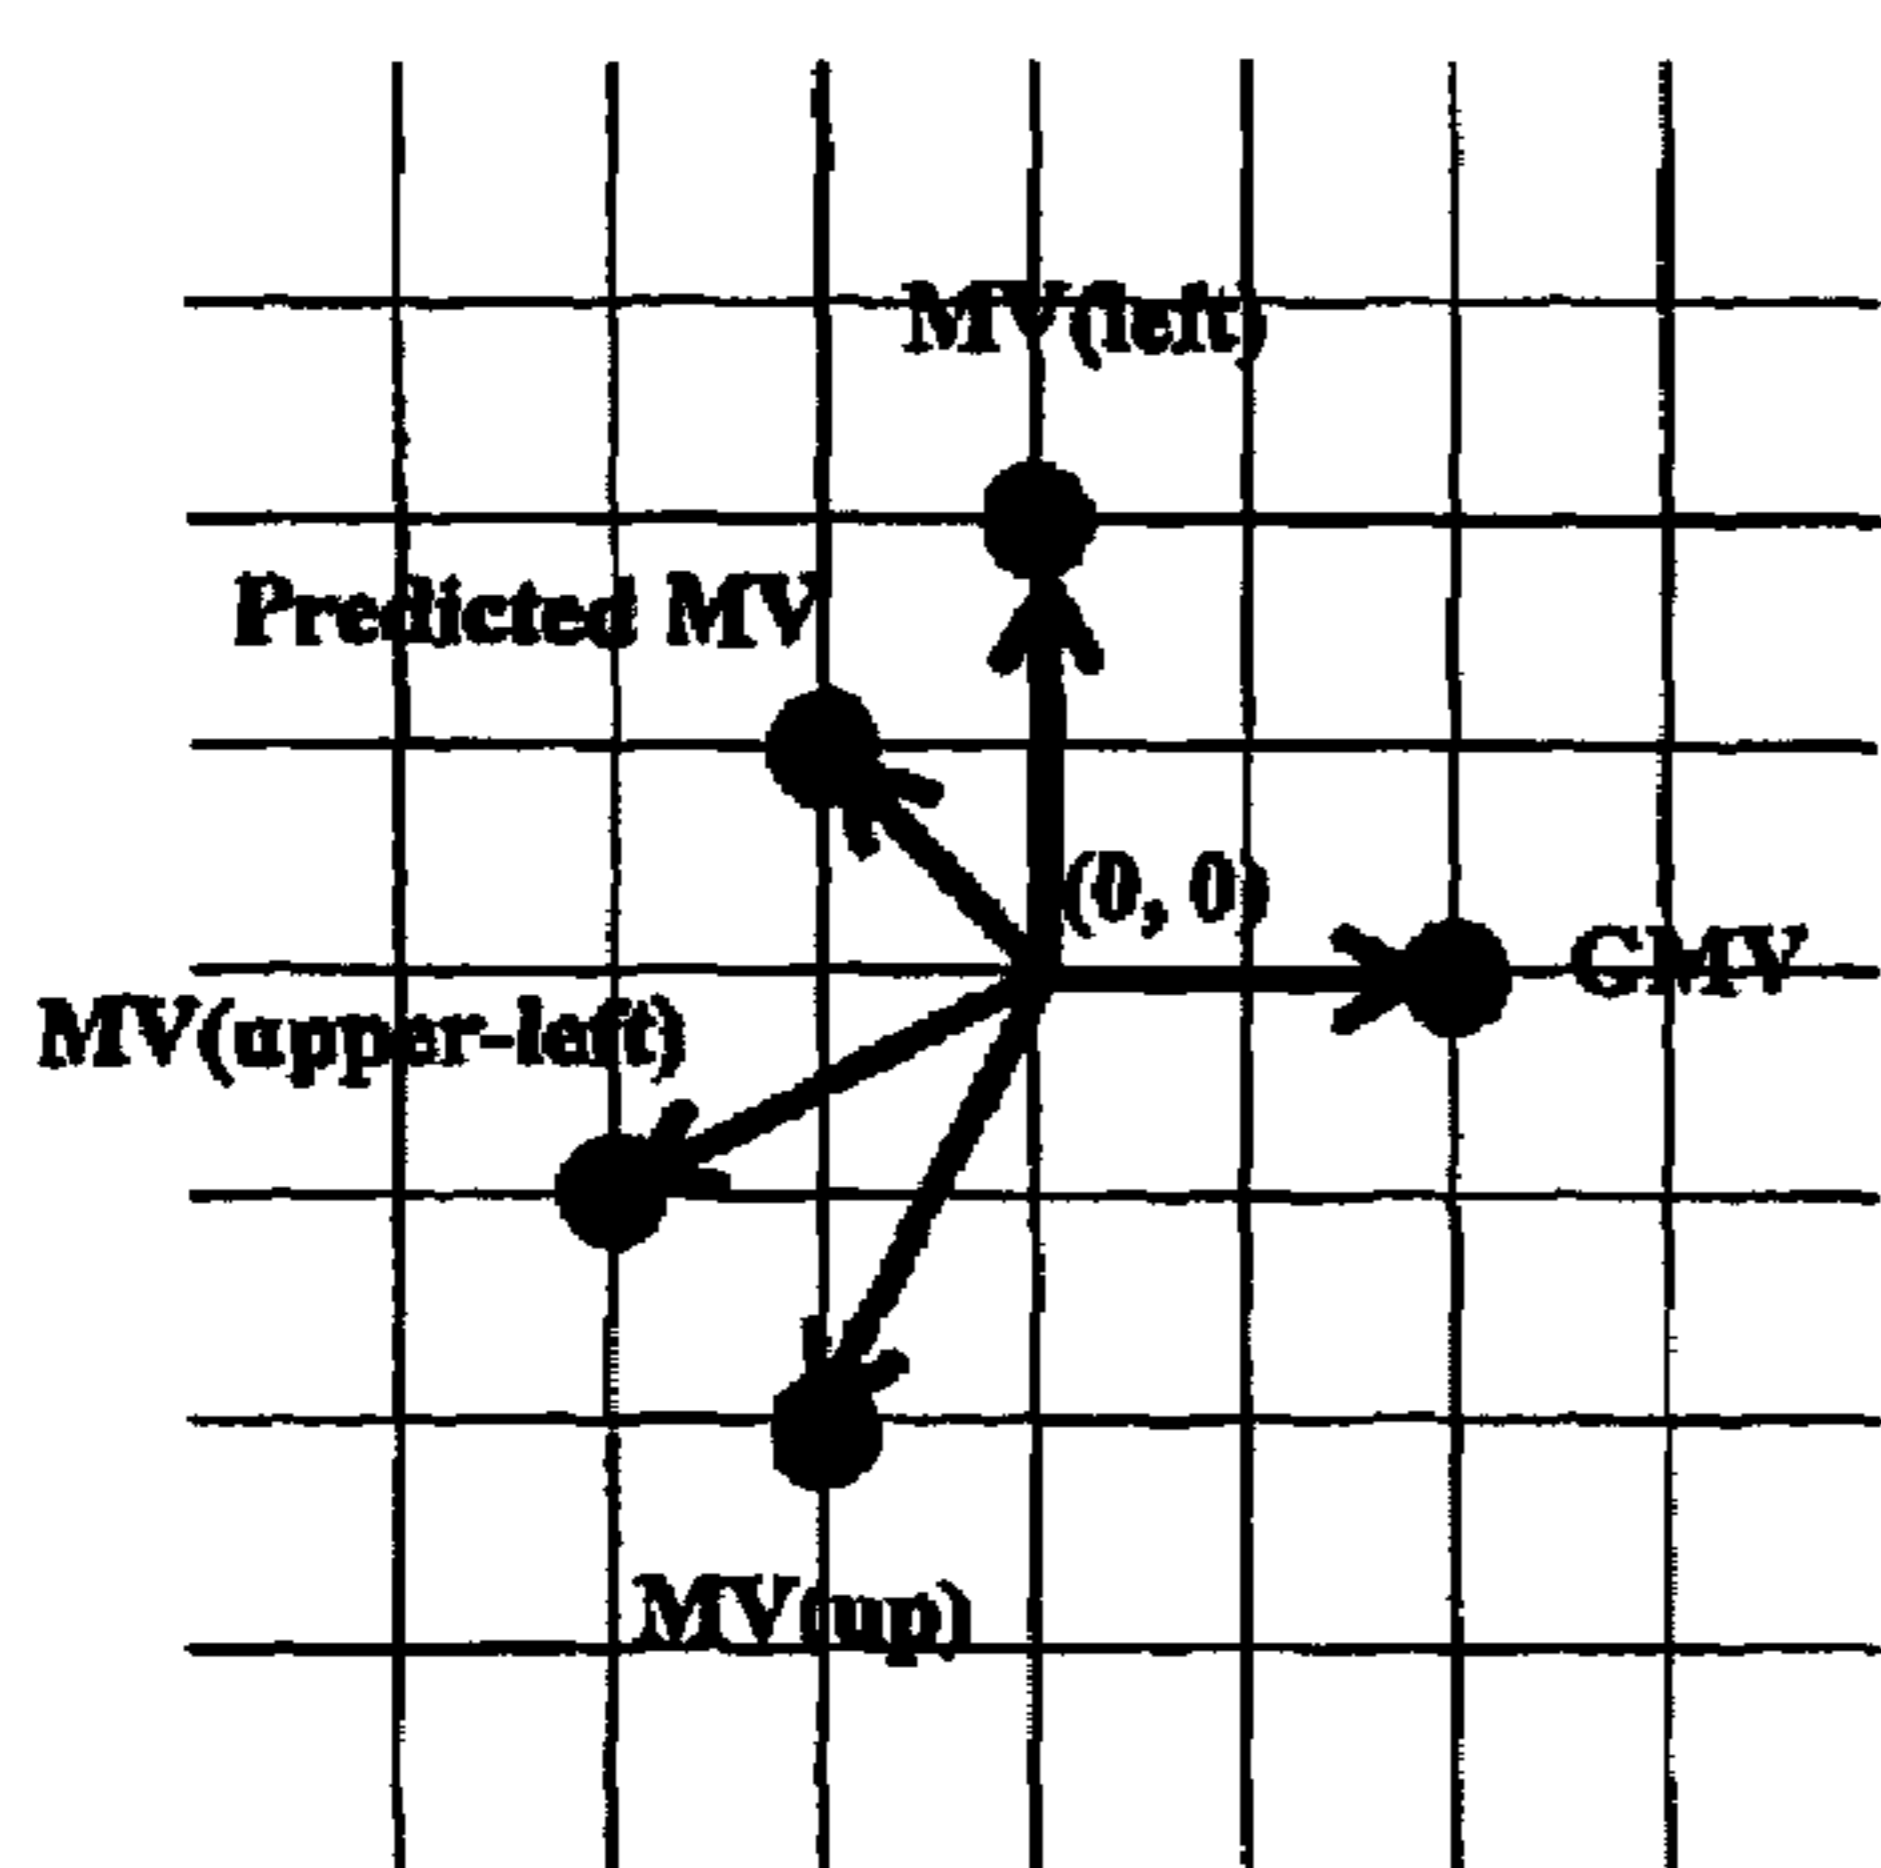 MV(left)
Predicted MV
(0, 0)
GMV
MV(upper-left)
MV(up)